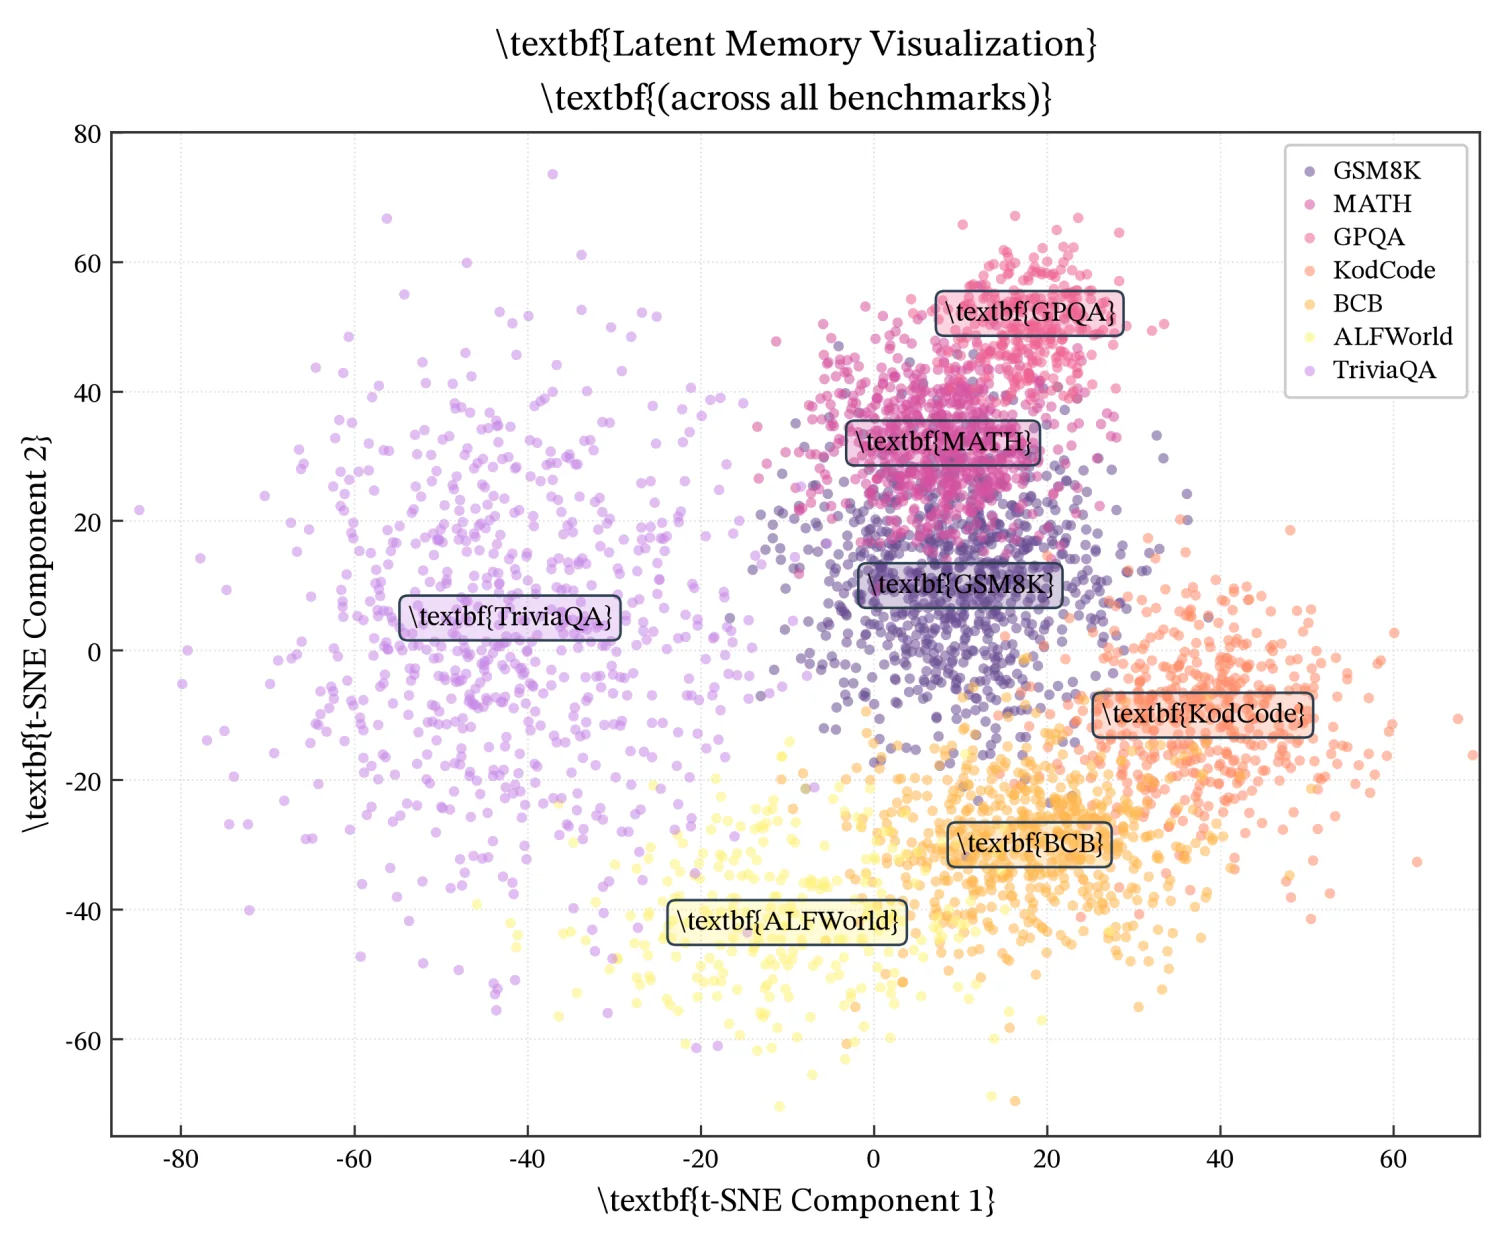 \textbf{Latent Memory Visualization}
\textbf{(across all benchmarks)}
80
60
40
20
0
-20
-40
-60
\textbf{t-SNE Component 2}
GSM8K
MATH
GPQA
KodCode
BCB
ALFWorld
TriviaQA
\textbf{GPQA}
\textbf{MATH}
\textbf{GSM8K}
\textbf{TriviaQA}
\textbf{KodCode}
\textbf{BCB}
\textbf{ALFWorld}
-80 -60 -40 -20 0 20 40 60
\textbf{t-SNE Component 1}